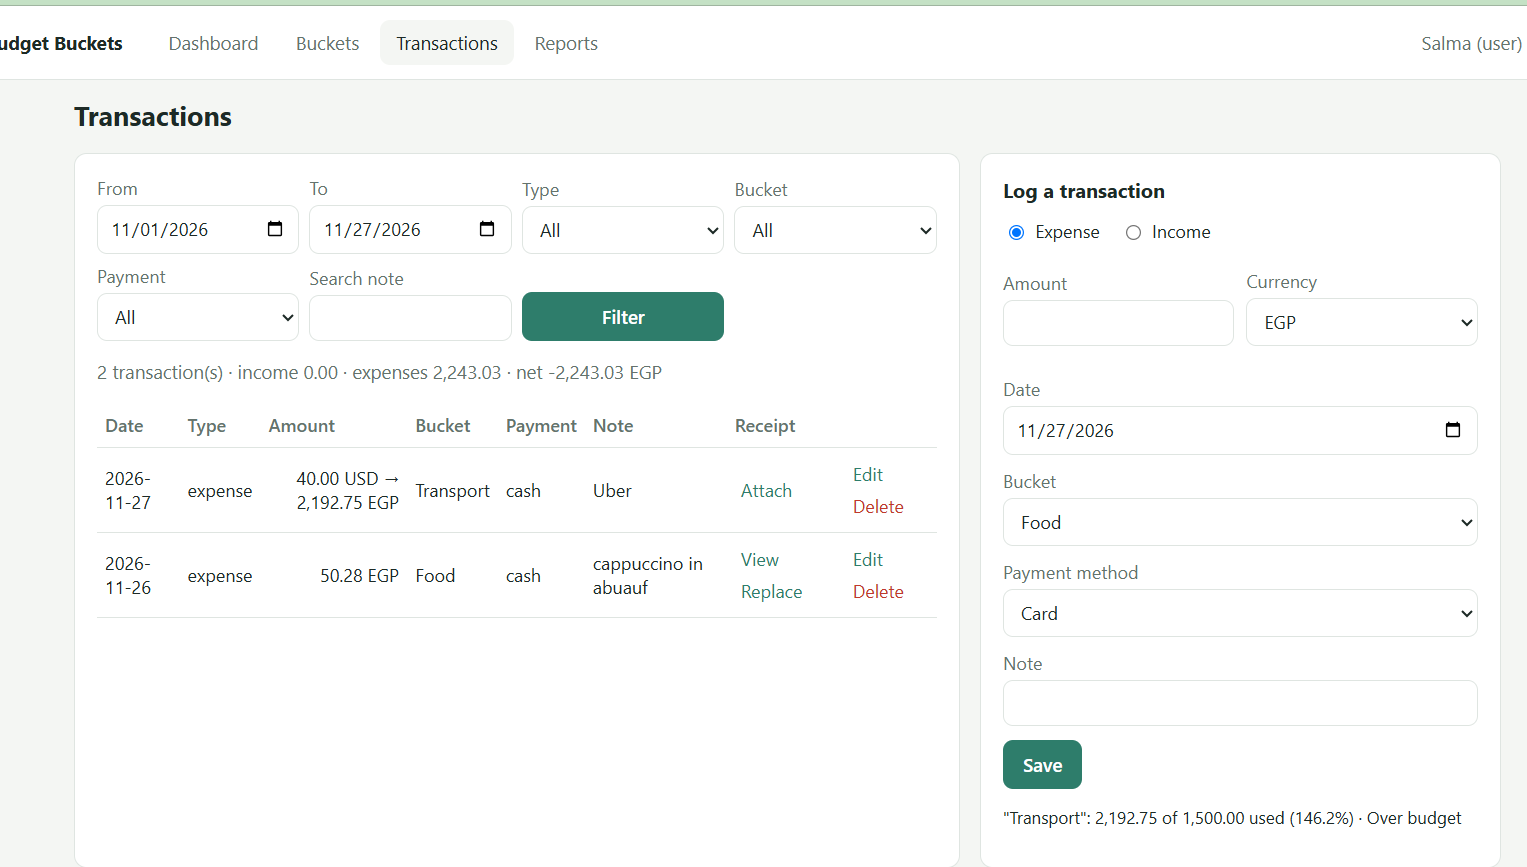 udget Buckets Dashboard Buckets Transactions Reports Salma (user)
Transactions
From To Type Bucket
11/01/2026 11/27/2026 All All
Payment Search note
All Filter
2 transaction(s) · income 0.00 · expenses 2,243.03 · net -2,243.03 EGP
Date Type Amount Bucket Payment Note Receipt
2026-
11-27 expense 40.00 USD →
2,192.75 EGP Transport cash Uber Attach Edit
Delete
2026-
11-26 expense 50.28 EGP Food cash cappuccino in
abuauf View
Replace Edit
Delete
Log a transaction
Expense Income
Amount Currency
EGP
Date
11/27/2026
Bucket
Food
Payment method
Card
Note
Save
"Transport": 2,192.75 of 1,500.00 used (146.2%) · Over budget